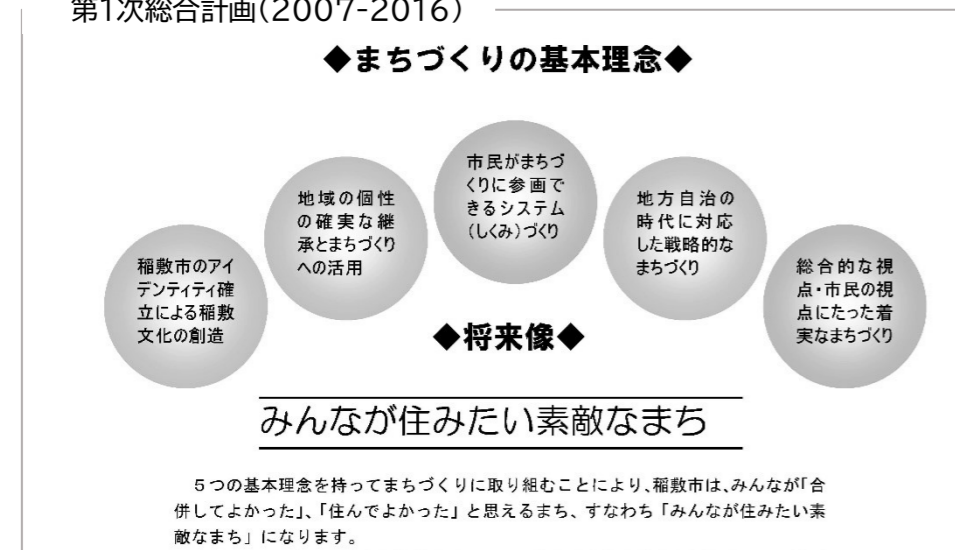 第1次総合計画(2007-2016)
◆まちづくりの基本理念◆
稲敷市のアイ
デンティティ確
立による稲敷
文化の創造
地域の個性
の確実な継
承とまちづくり
への活用
市民がまちづ
くりに参画で
きるシステム
(しくみ)づくり
地方自治の
時代に対応
した戦略的な
まちづくり
総合的な視
点・市民の視
点にたった着
実なまちづくり
◆将来像◆
みんなが住みたい素敵なまち
5つの基本理念を持ってまちづくりに取り組むことにより、稲敷市は、みんなが「合
併してよかった」、「住んでよかった」と思えるまち、すなわち「みんなが住みたい素
敵なまち」になります。